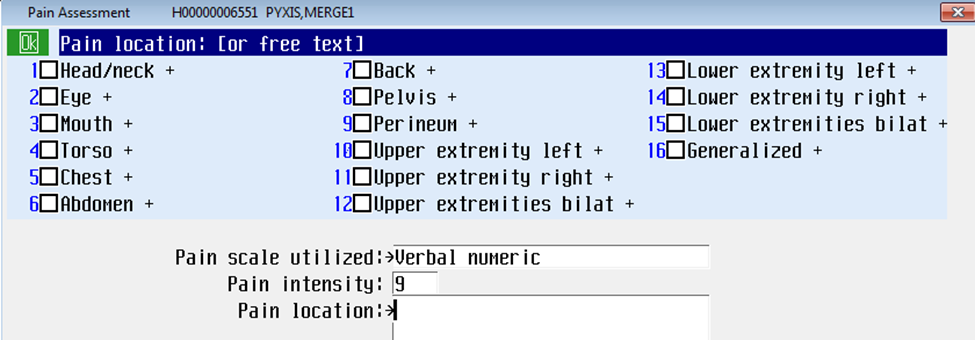 Pain Assessment H00000006551 PYXIS,MERGE1
Ok Pain location: [or free text]
1 Head/neck + 7 Back + 13 Lower extremity left +
2 Eye + 8 Pelvis + 14 Lower extremity right +
3 Mouth + 9 Perineum + 15 Lower extremities bilat +
4 Torso + 10 Upper extremity left + 16 Generalized +
5 Chest + 11 Upper extremity right +
6 Abdomen + 12 Upper extremities bilat +
Pain scale utilized:→Verbal numeric
Pain intensity: 9
Pain location:→